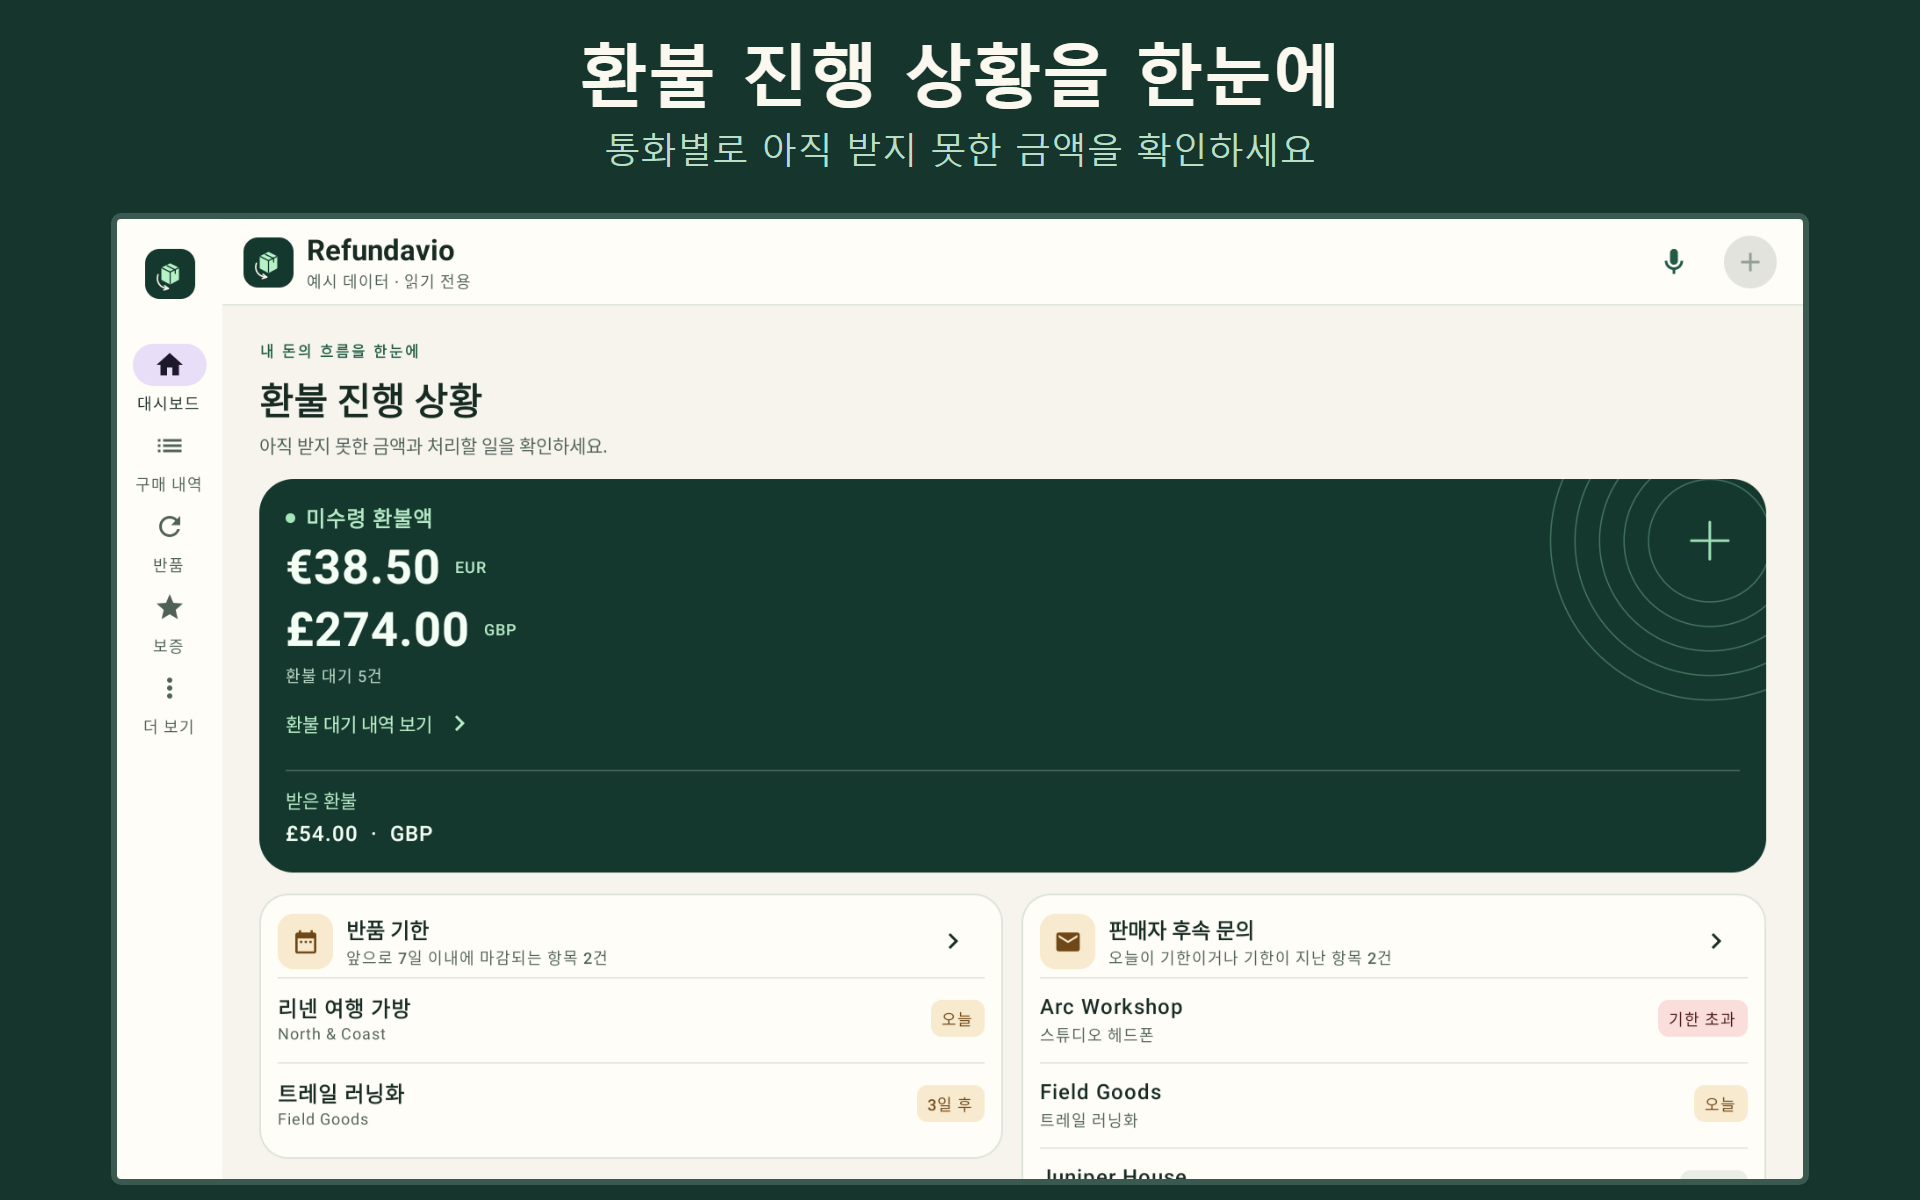 환불 진행 상황을 한눈에
통화별로 아직 받지 못한 금액을 확인하세요
Refundavio
예시 데이터 · 읽기 전용
대시보드
구매 내역
반품
보증
더 보기
내 돈의 흐름을 한눈에
환불 진행 상황
아직 받지 못한 금액과 처리할 일을 확인하세요.
미수령 환불액
€38.50 EUR
£274.00 GBP
환불 대기 5건
환불 대기 내역 보기
받은 환불
£54.00 · GBP
반품 기한
앞으로 7일 이내에 마감되는 항목 2건
리넨 여행 가방
North & Coast
오늘
트레일 러닝화
Field Goods
3일 후
판매자 후속 문의
오늘이 기한이거나 기한이 지난 항목 2건
Arc Workshop
스튜디오 헤드폰
기한 초과
Field Goods
트레일 러닝화
오늘
Juniper House